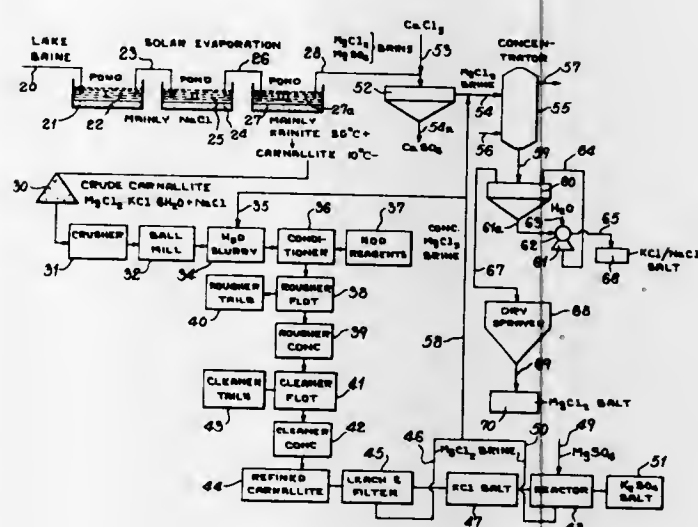 LAKE
BRINE
20
23
SOLAR EVAPORATION
26
28
POND
POND
POND
21
22
25
24
27
27a
MAINLY NaCl
MAINLY
KAINITE 35°C+
CARNALLITE 10°C-
MgCl2
MgSO4
} BRINES
CaCl2
53
52
54a
CaSO4
MgCl2
BRINE
54
CONCEN-
TRATOR
57
55
56
59
64
60
61a
63
H2O
62
61
65
KCl/NaCl
SALT
66
30
CRUDE CARNALLITE
MgCl2 KCl 6H2O + NaCl
35
36
37
CRUSHER
31
BALL
MILL
32
H2O
SLURRY
34
CONDI-
TIONER
ADD
REAGENTS
CONC.
MgCl2
BRINE
67
58
ROUGHER
TAILS
40
ROUGHER
FLOT
38
ROUGHER
CONC
39
CLEANER
TAILS
43
CLEANER
FLOT
41
CLEANER
CONC
42
DRY
SPRAYER
68
69
MgCl2 SALT
70
REFINED
CARNALLITE
44
LEACH &
FILTER
45
46
MgCl2 BRINE
50
KCl SALT
47
REACTOR
48
49
MgSO4
51
K2SO4
SALT